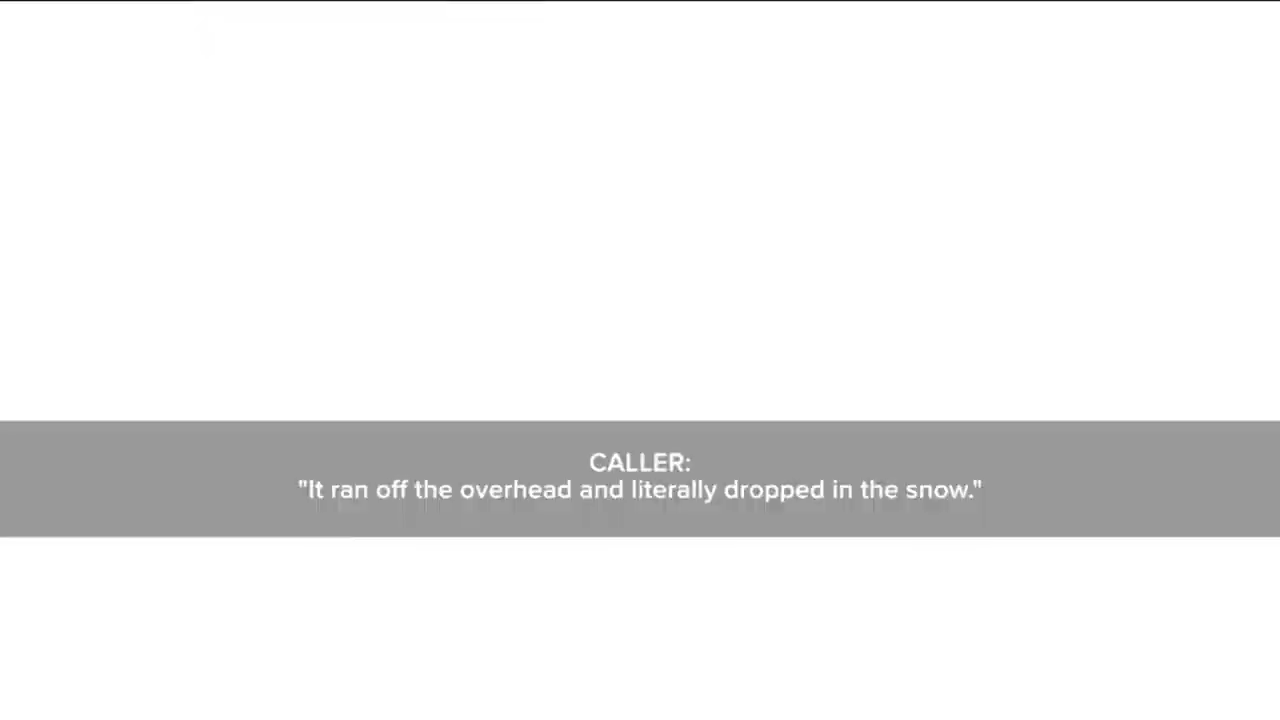 CALLER:
"It ran off the overhead and literally dropped in the snow."